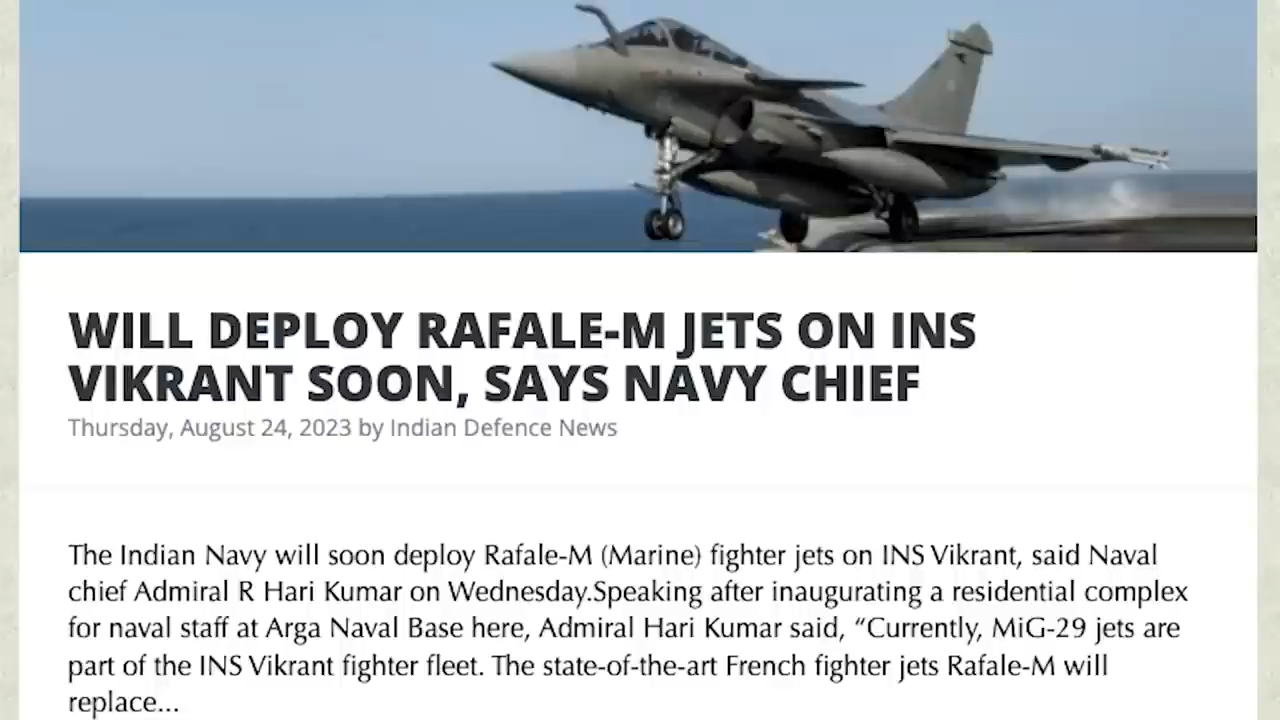 WILL DEPLOY RAFALE-M JETS ON INS
VIKRANT SOON, SAYS NAVY CHIEF
Thursday, August 24, 2023 by Indian Defence News
The Indian Navy will soon deploy Rafale-M (Marine) fighter jets on INS Vikrant, said Naval
chief Admiral R Hari Kumar on Wednesday.Speaking after inaugurating a residential complex
for naval staff at Arga Naval Base here, Admiral Hari Kumar said, “Currently, MiG-29 jets are
part of the INS Vikrant fighter fleet. The state-of-the-art French fighter jets Rafale-M will
replace...